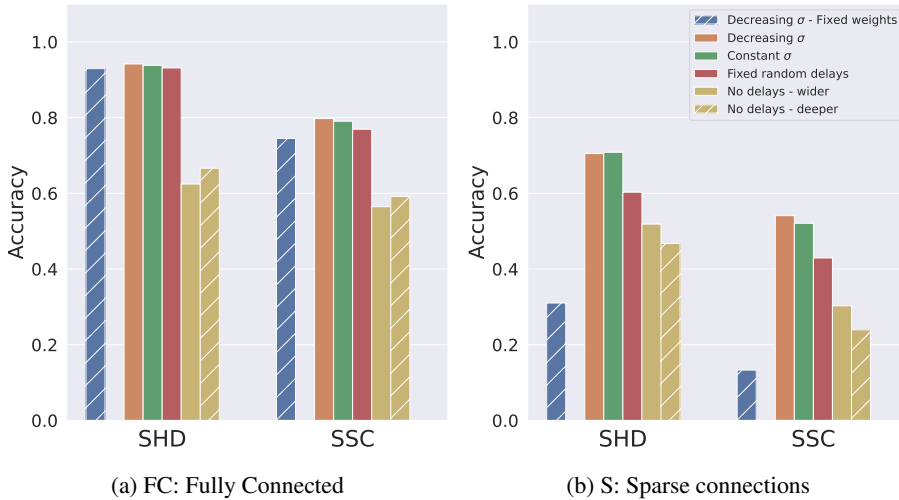 Accuracy
1.0
0.8
0.6
0.4
0.2
0.0
SHD
SSC
(a) FC: Fully Connected
Accuracy
1.0
0.8
0.6
0.4
0.2
0.0
Decreasing σ - Fixed weights
Decreasing σ
Constant σ
Fixed random delays
No delays - wider
No delays - deeper
SHD
SSC
(b) S: Sparse connections